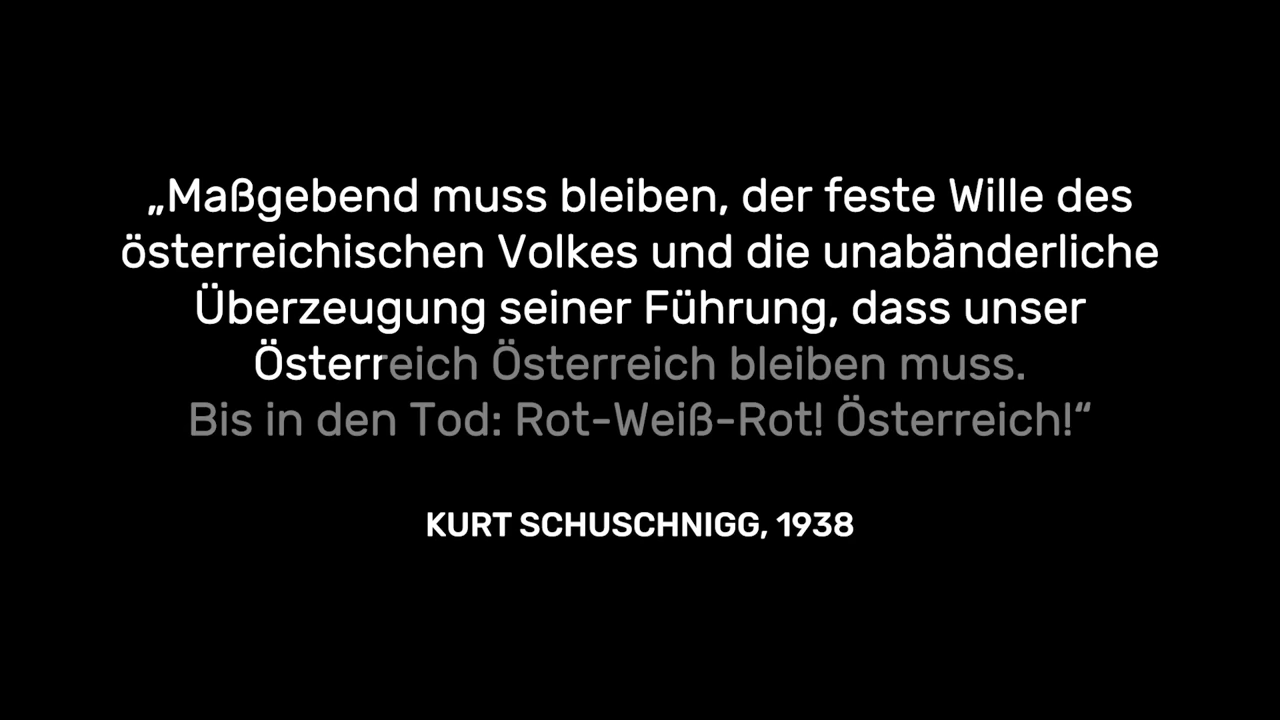 „Maßgebend muss bleiben, der feste Wille des
österreichischen Volkes und die unabänderliche
Überzeugung seiner Führung, dass unser
Österreich Österreich bleiben muss.
Bis in den Tod: Rot-Weiß-Rot! Österreich!“
KURT SCHUSCHNIGG, 1938